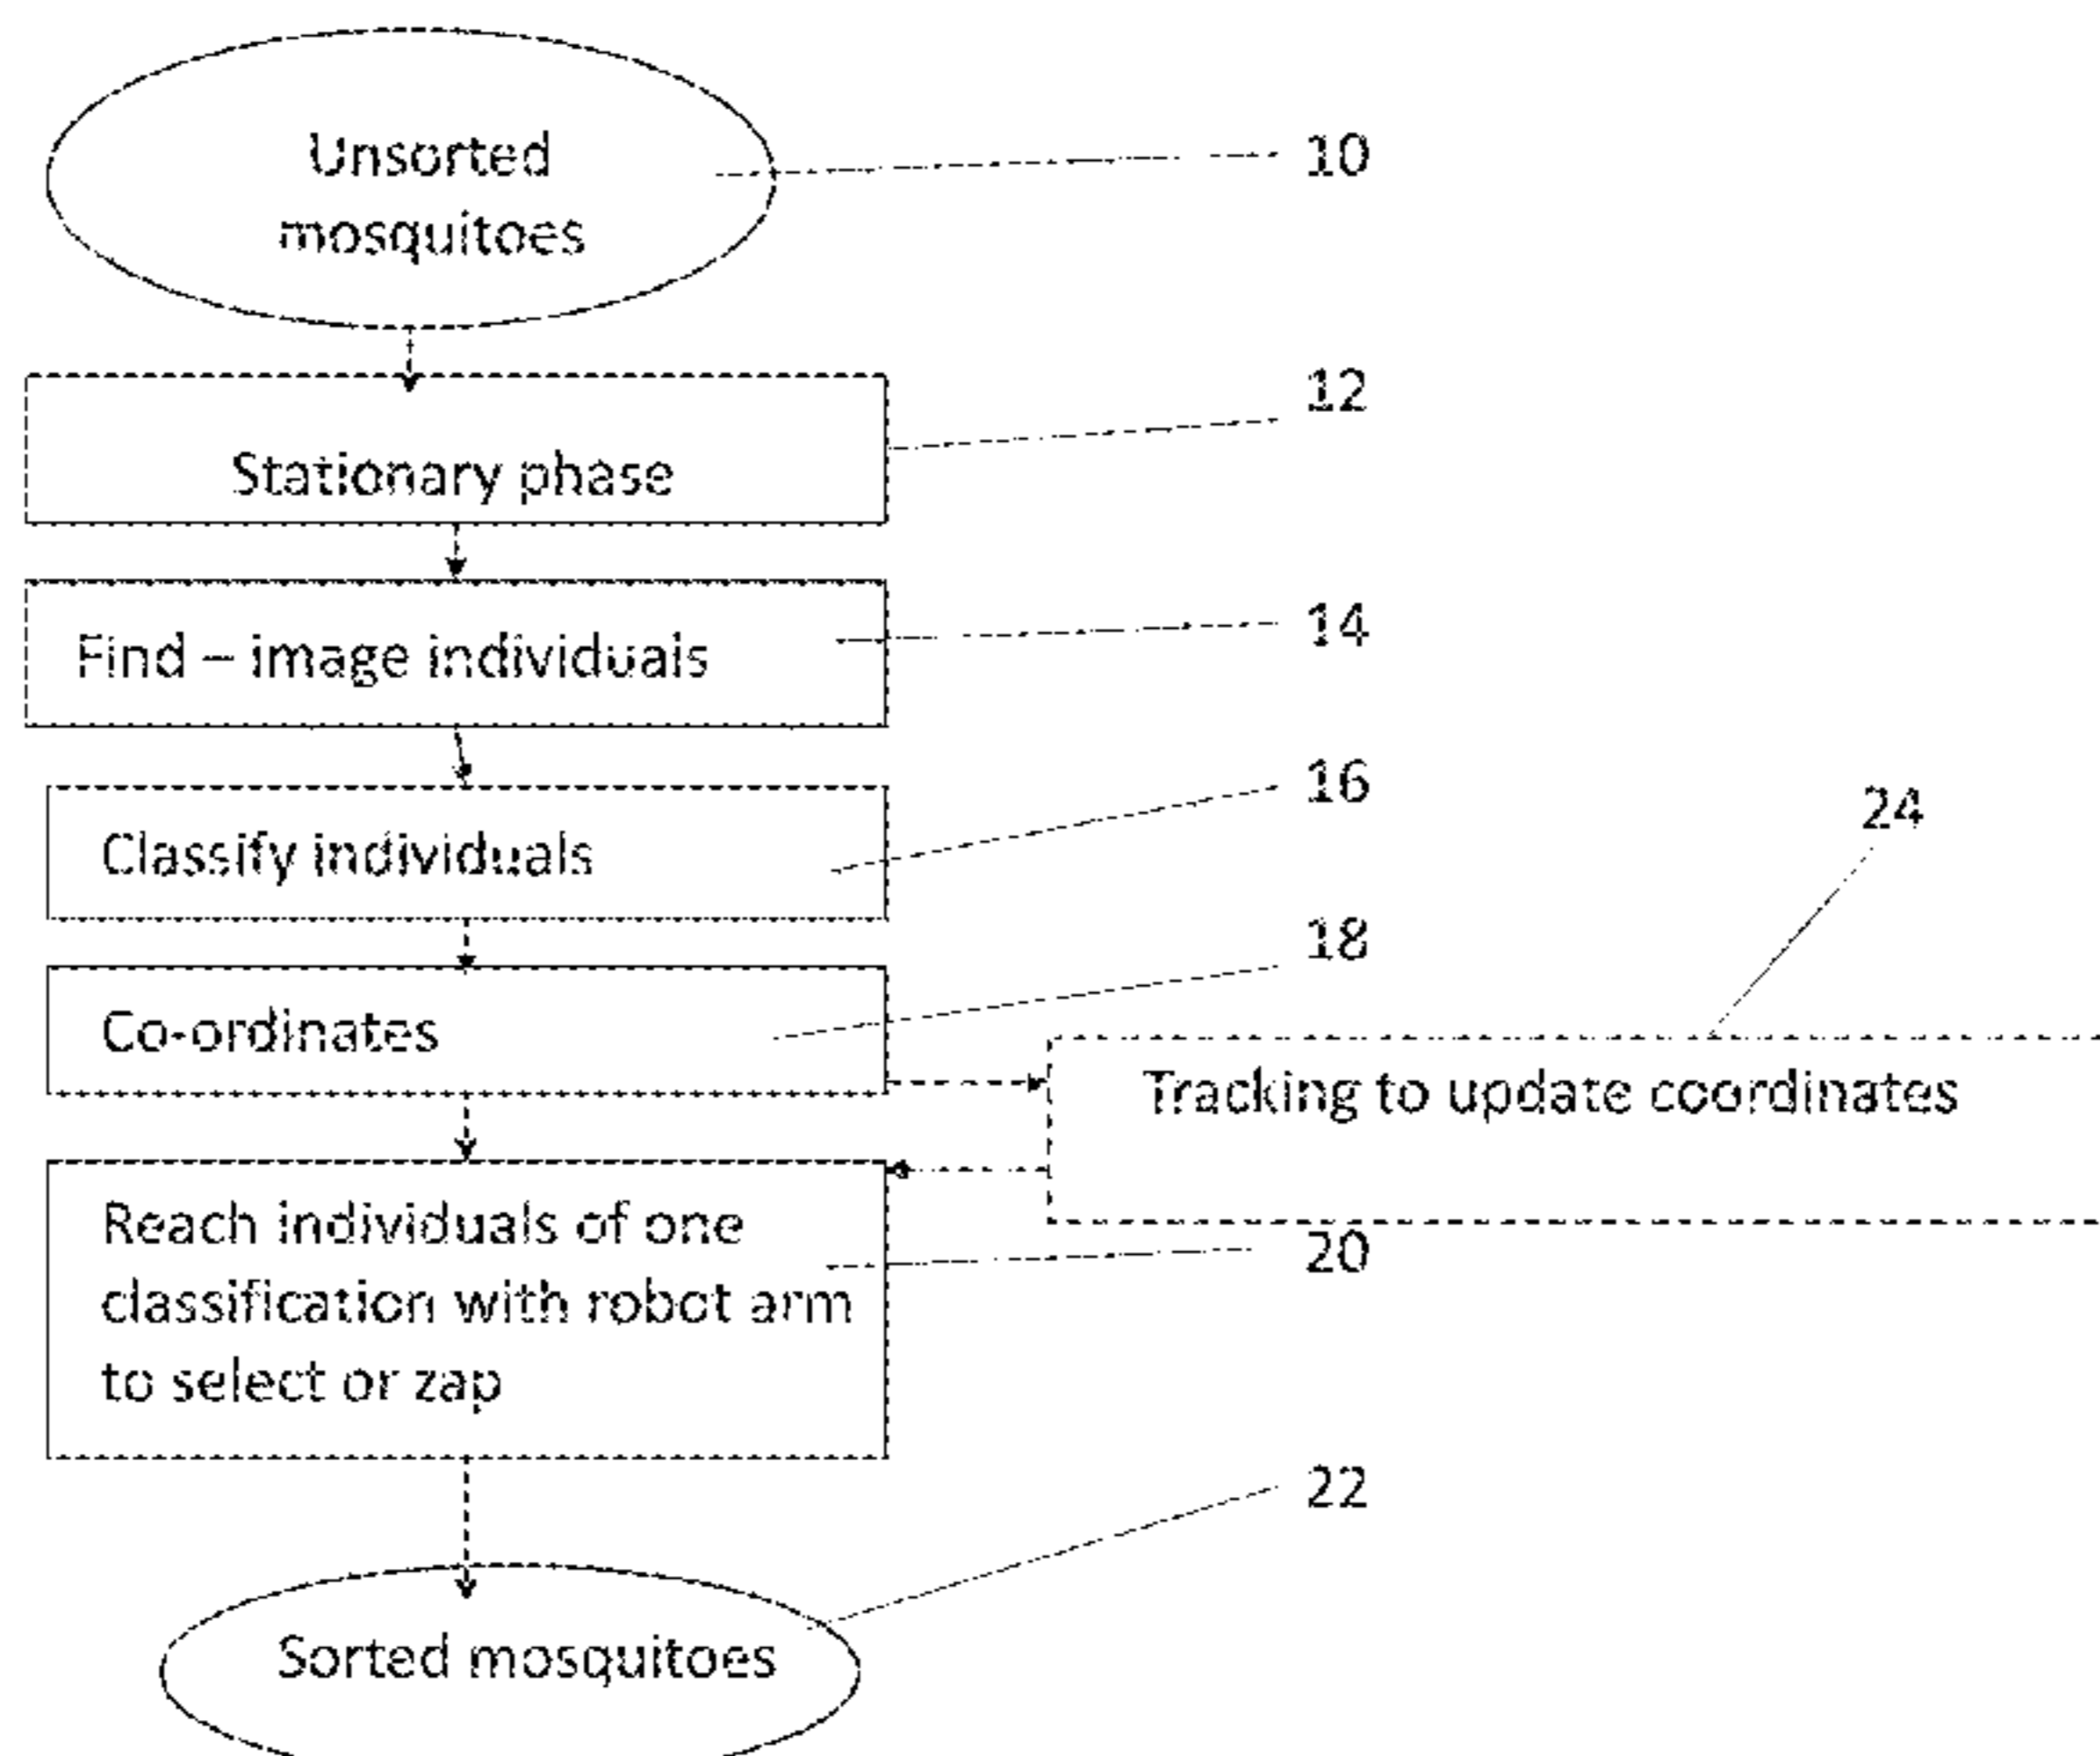 Unsorted
mosquitoes
10
Stationary phase
12
Find – image individuals
14
Classify individuals
16
Co-ordinates
18
24
Tracking to update coordinates
Reach individuals of one
classification with robot arm
to select or zap
20
Sorted mosquitoes
22